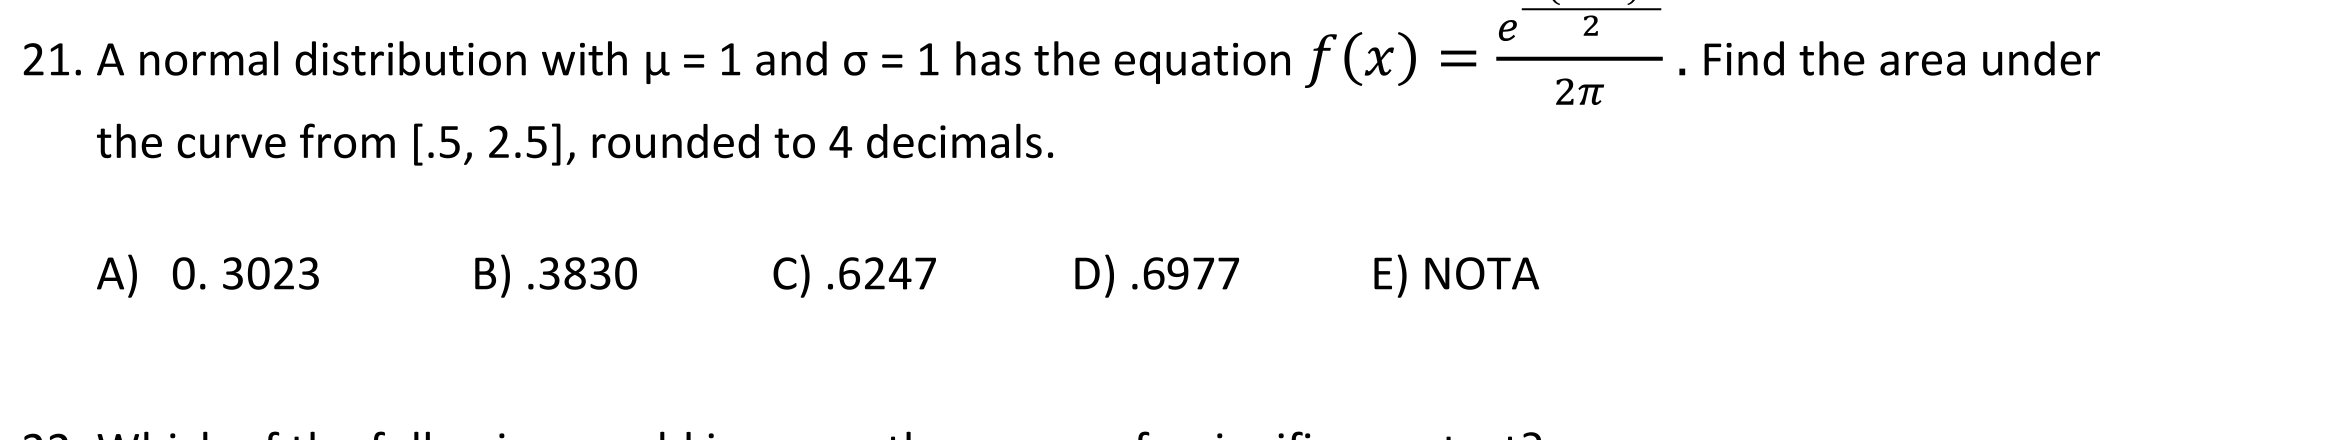 21. A normal distribution with μ = 1 and σ = 1 has the equation f(x) = e 2 / 2π . Find the area under
the curve from [.5, 2.5], rounded to 4 decimals.
A) 0. 3023 B) .3830 C) .6247 D) .6977 E) NOTA